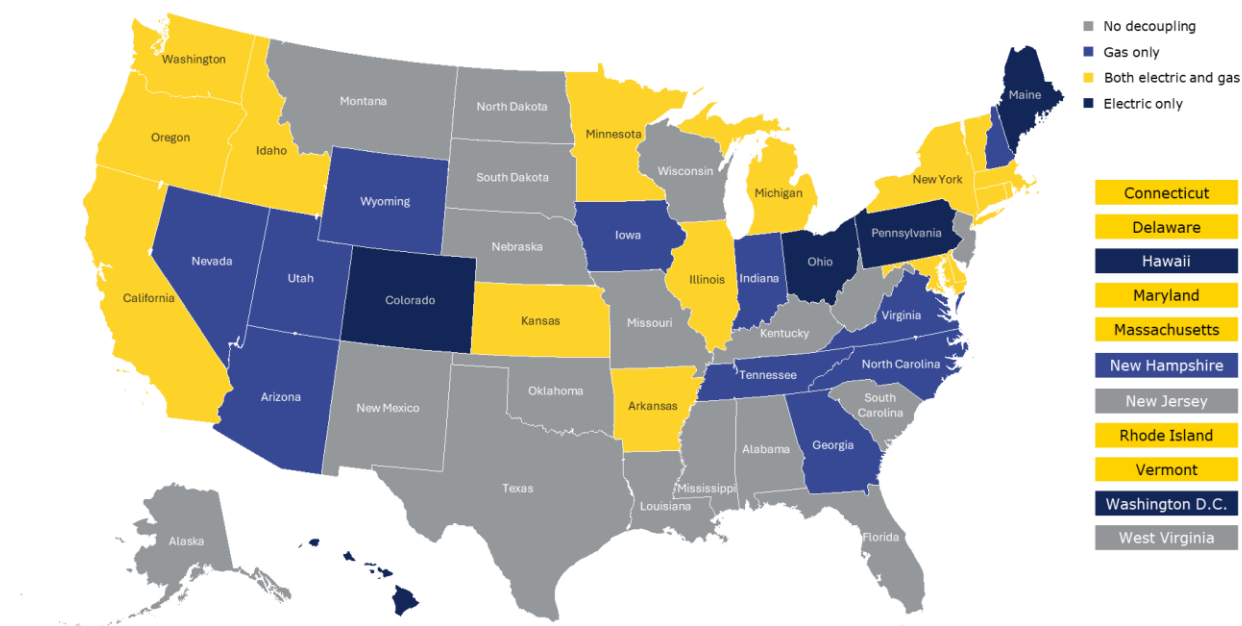 No decoupling
Gas only
Both electric and gas
Electric only
Washington
Montana
North Dakota
Minnesota
Maine
Oregon
Idaho
Wisconsin
South Dakota
Michigan
New York
Wyoming
Iowa
Pennsylvania
Nebraska
Nevada
Utah
Ohio
Illinois
Indiana
California
Colorado
Virginia
Kansas
Missouri
Kentucky
North Carolina
Tennessee
Arizona
New Mexico
Oklahoma
Arkansas
South
Carolina
Georgia
Alabama
Texas
Mississippi
Louisiana
Florida
Alaska
Connecticut
Delaware
Hawaii
Maryland
Massachusetts
New Hampshire
New Jersey
Rhode Island
Vermont
Washington D.C.
West Virginia